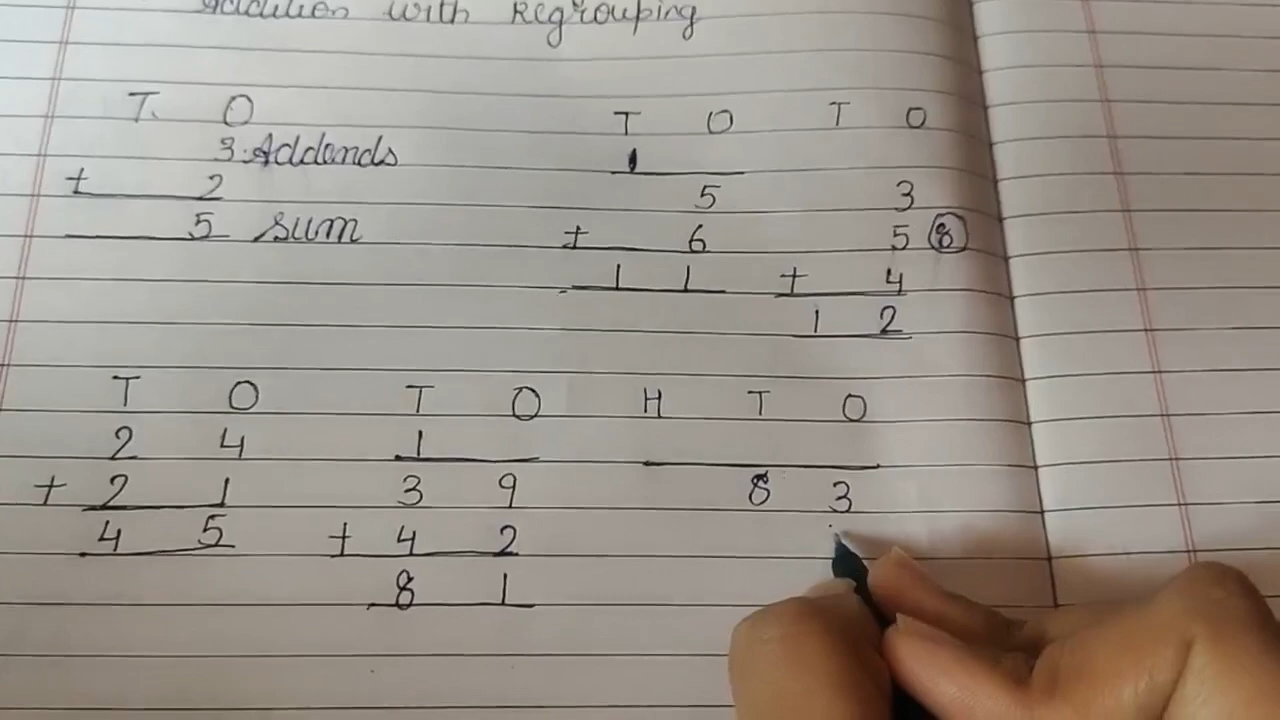 Addition with Regrouping
T. O T O T O
3 Addends 1
+ 2 5 3
5 sum + 6 5 8
1 1 + 4
1 2
T O T O H T O
2 4 1
+ 2 1 3 9 8 3
4 5 + 4 2
8 1